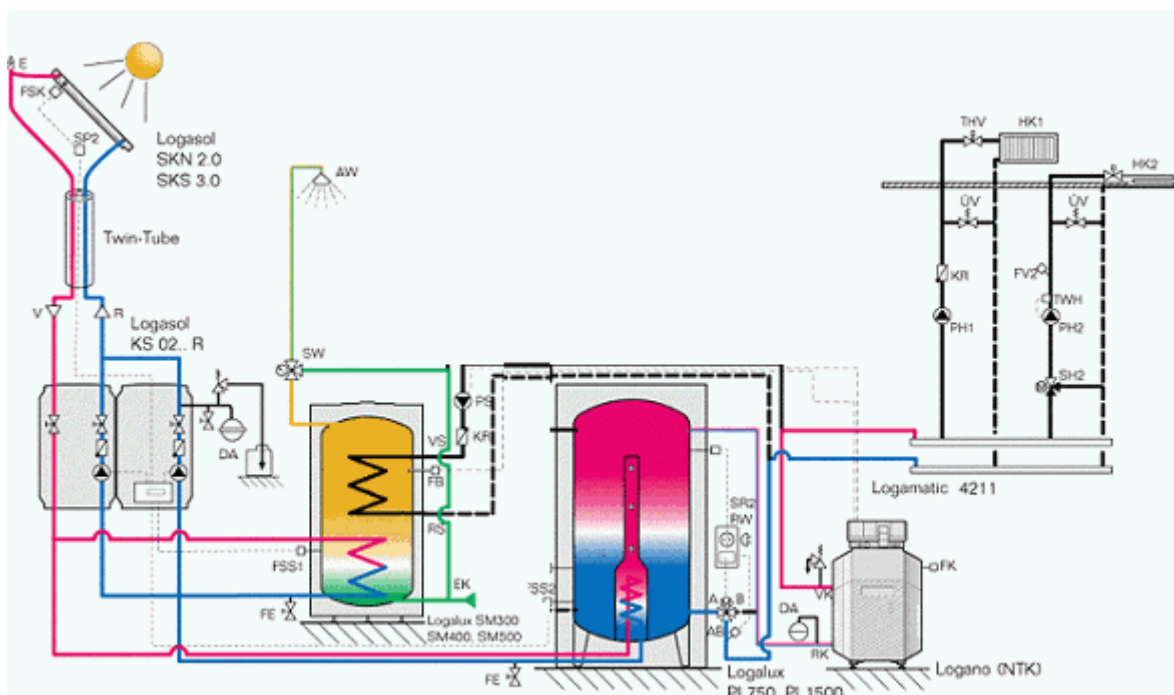 E
FSK
SP2
Logasol
SKN 2.0
SKS 3.0
AW
THV
HK1
HK2
ÜV
ÜV
Twin-Tube
KR
FV2
TWH
PH1
PH2
V
R
Logasol
KS 02.. R
SW
PS
SH2
DA
VS
KR
FB
RS
Logamatic 4211
SR2
RW
FSS1
FSS2
EK
FE
A
B
AB
VK
FK
DA
RK
Logalux SM300
SM400, SM500
Logalux
PL750, PL1500
Logano (NTK)
FE